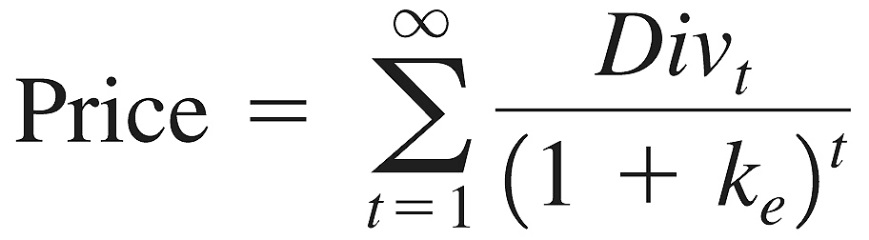 Price = ∑_{t=1}^{∞} Div_t / (1 + k_e)^t